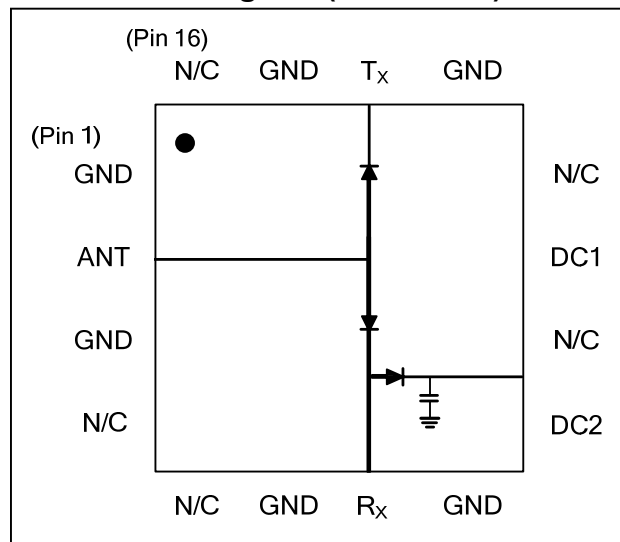 (Pin 16)
N/C GND TX GND
(Pin 1)
GND N/C
ANT DC1
GND N/C
N/C DC2
N/C GND RX GND